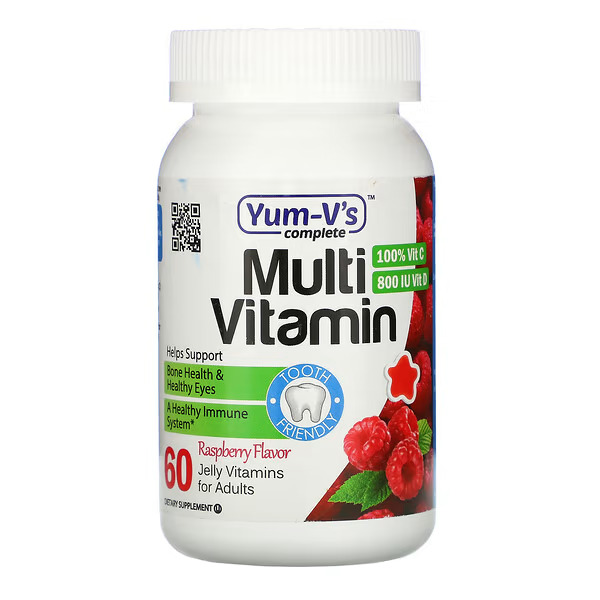 Yum-V's™
complete
Multi
Vitamin
100% Vit C
800 IU Vit D
Helps Support
Bone Health &
Healthy Eyes
A Healthy Immune
System*
TOOTH
FRIENDLY
60
Raspberry Flavor
Jelly Vitamins
for Adults
DIETARY SUPPLEMENT